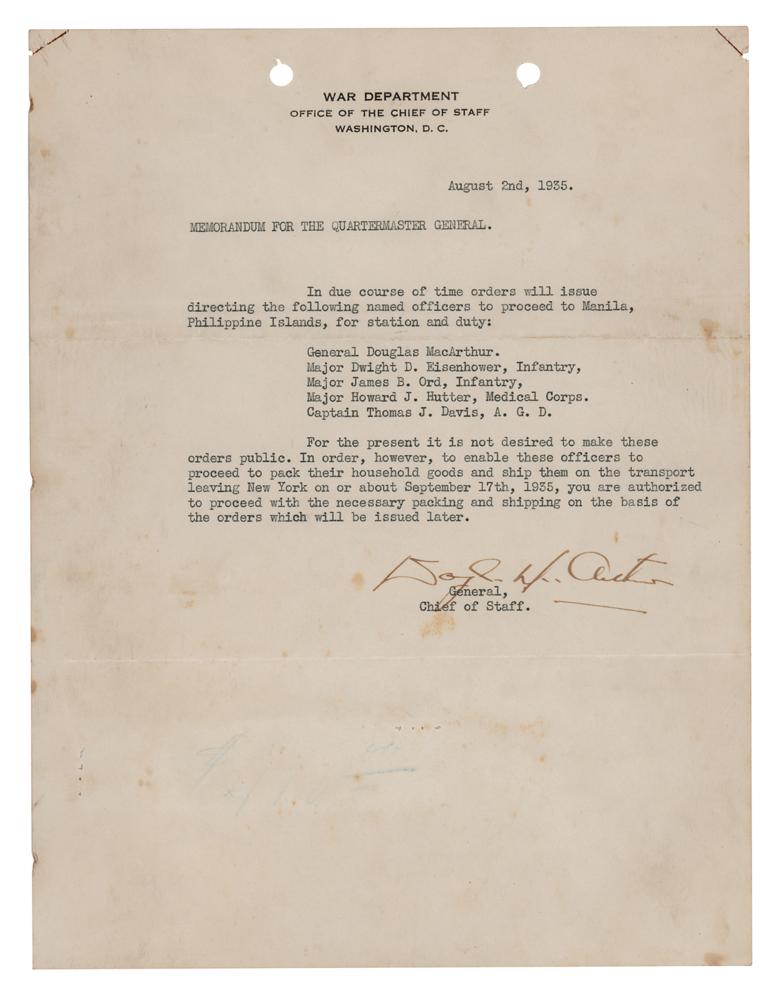 WAR DEPARTMENT
OFFICE OF THE CHIEF OF STAFF
WASHINGTON, D. C.
August 2nd, 1935.
MEMORANDUM FOR THE QUARTERMASTER GENERAL.
In due course of time orders will issue
directing the following named officers to proceed to Manila,
Philippine Islands, for station and duty:
General Douglas MacArthur.
Major Dwight D. Eisenhower, Infantry,
Major James B. Ord, Infantry,
Major Howard J. Hutter, Medical Corps.
Captain Thomas J. Davis, A. G. D.
For the present it is not desired to make these
orders public. In order, however, to enable these officers to
proceed to pack their household goods and ship them on the transport
leaving New York on or about September 17th, 1935, you are authorized
to proceed with the necessary packing and shipping on the basis of
the orders which will be issued later.
Douglas MacArthur
General,
Chief of Staff.